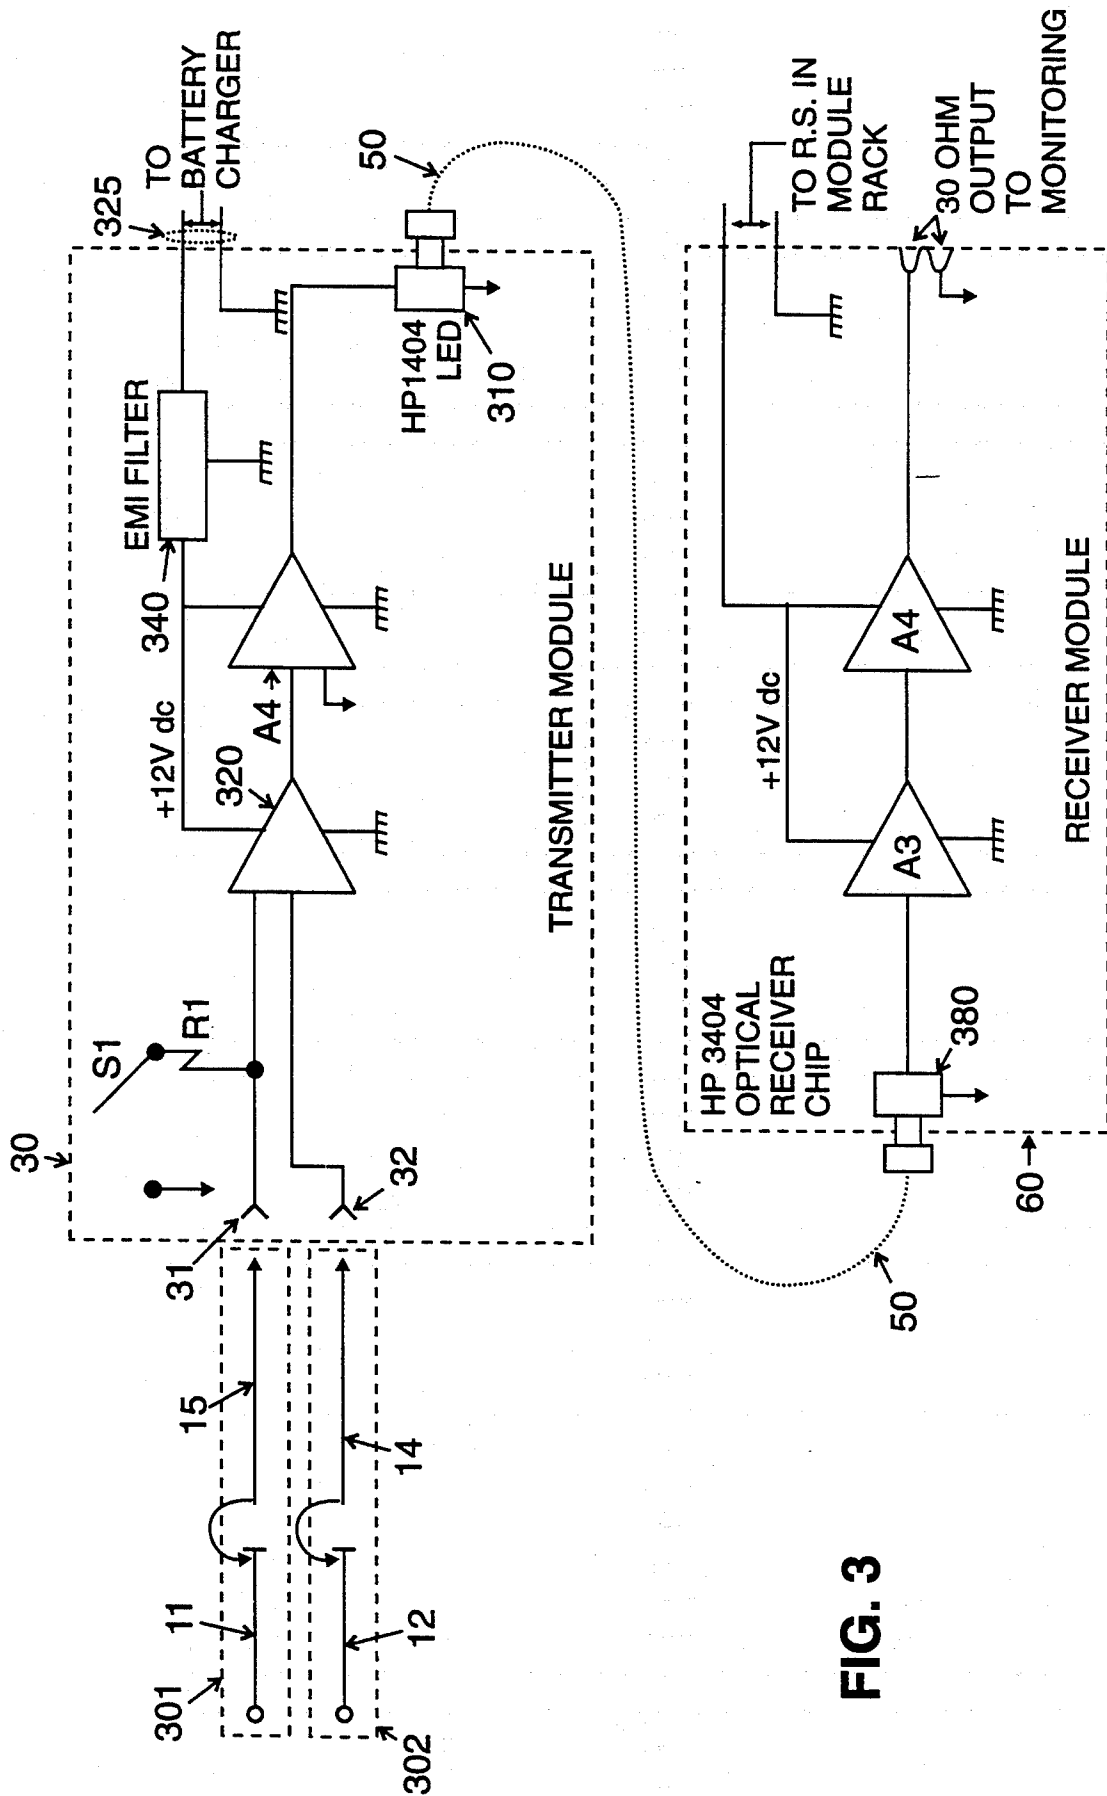 30
S1
R1
+12V dc
320
A4
340
EMI FILTER
325
TO
BATTERY
CHARGER
HP1404
LED
310
50
31
32
TRANSMITTER MODULE
301
11
15
302
12
14
50
HP 3404
OPTICAL
RECEIVER
CHIP
380
60
A3
+12V dc
A4
TO R.S. IN
MODULE
RACK
30 OHM
OUTPUT
TO
MONITORING
RECEIVER MODULE
FIG. 3